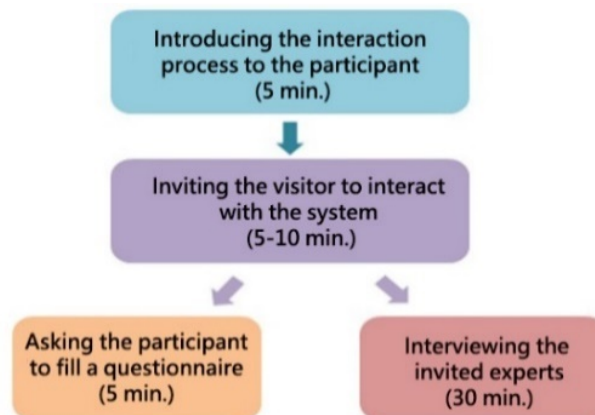 Introducing the interaction
process to the participant
(5 min.)
Inviting the visitor to interact
with the system
(5-10 min.)
Asking the participant
to fill a questionnaire
(5 min.)
Interviewing the
invited experts
(30 min.)